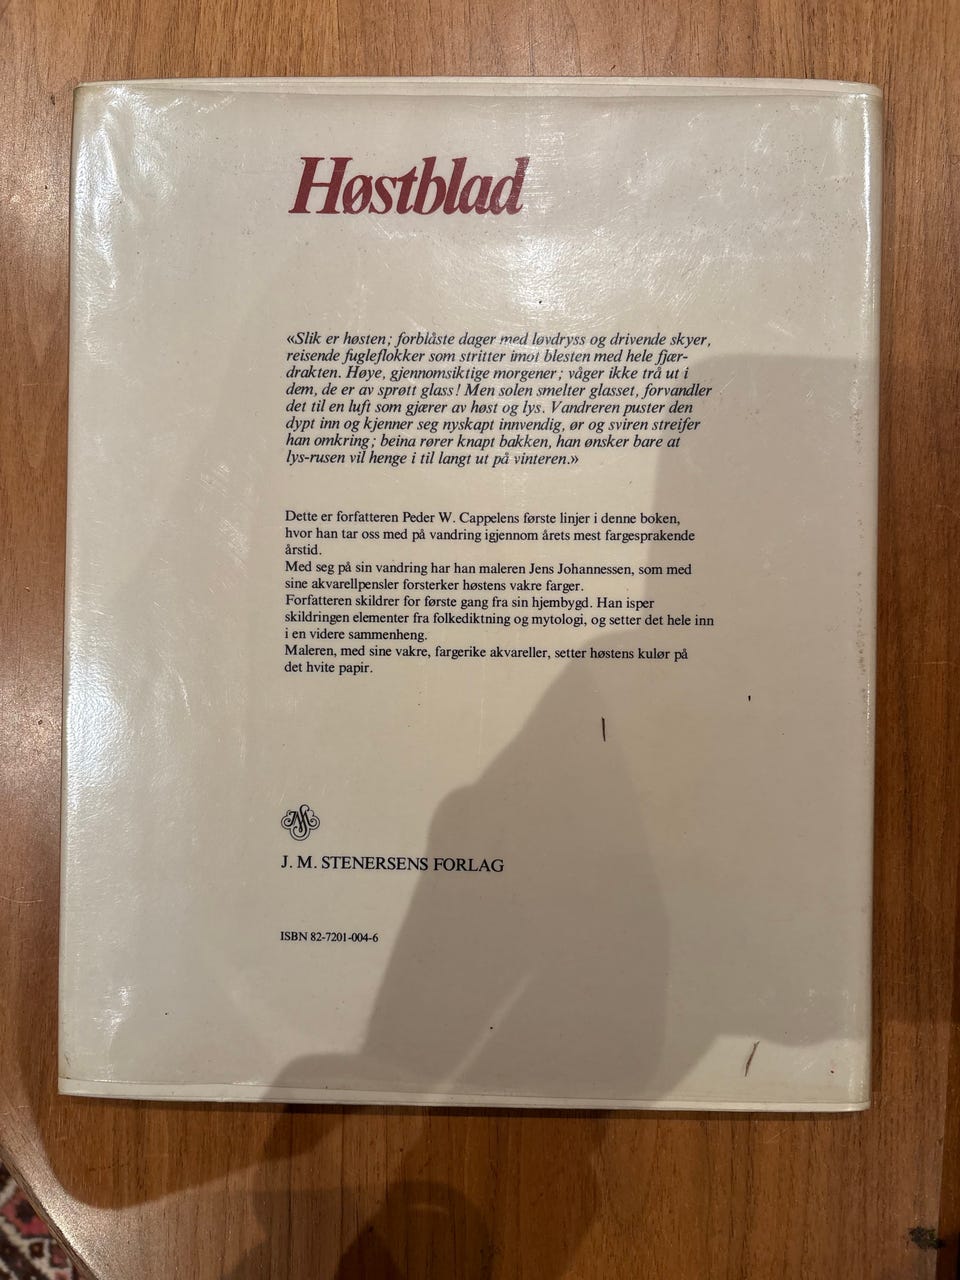 Høstblad
«Slik er høsten; forblåste dager med løvdryss og drivende skyer,
reisende fugleflokker som stritter imot blesten med hele fjær-
drakten. Høye, gjennomsiktige morgener; våger ikke trå ut i
dem, de er av sprøtt glass! Men solen smelter glasset, forvandler
det til en luft som gjærer av høst og lys. Vandreren puster den
dypt inn og kjenner seg nyskapt innvendig, ør og sviren streifer
han omkring; beina rører knapt bakken, han ønsker bare at
lys-rusen vil henge i til langt ut på vinteren.»
Dette er forfatteren Peder W. Cappelens første linjer i denne boken,
hvor han tar oss med på vandring igjennom årets mest fargesprakende
årstid.
Med seg på sin vandring har han maleren Jens Johannessen, som med
sine akvarellpensler forsterker høstens vakre farger.
Forfatteren skildrer for første gang fra sin hjembygd. Han isper
skildringen elementer fra folkediktning og mytologi, og setter det hele inn
i en videre sammenheng.
Maleren, med sine vakre, fargerike akvareller, setter høstens kulør på
det hvite papir.
J. M. STENERSENS FORLAG
ISBN 82-7201-004-6